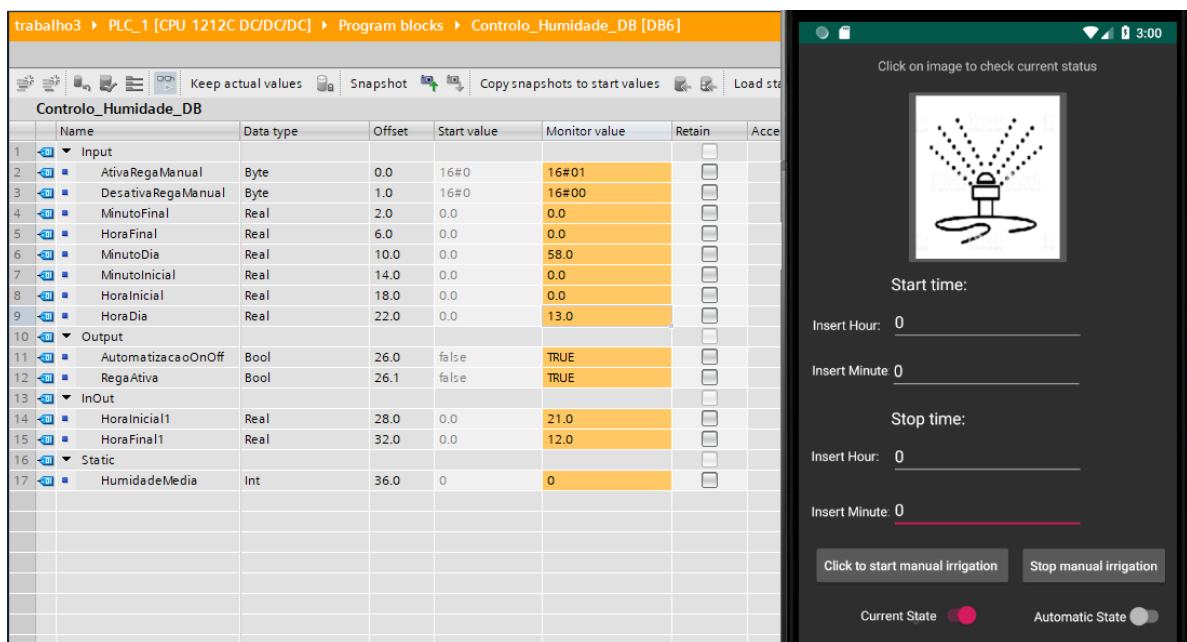 trabalho3 ▸ PLC_1 [CPU 1212C DC/DC/DC] ▸ Program blocks ▸ Controlo_Humidade_DB [DB6]
Keep actual values Snapshot Copy snapshots to start values Load sta
Controlo_Humidade_DB
Name Data type Offset Start value Monitor value Retain Acce
1 Input
2 AtivaRegaManual Byte 0.0 16#0 16#01
3 DesativaRegaManual Byte 1.0 16#0 16#00
4 MinutoFinal Real 2.0 0.0 0.0
5 HoraFinal Real 6.0 0.0 0.0
6 MinutoDia Real 10.0 0.0 58.0
7 MinutoInicial Real 14.0 0.0 0.0
8 HoraInicial Real 18.0 0.0 0.0
9 HoraDia Real 22.0 0.0 13.0
10 Output
11 AutomatizacaoOnOff Bool 26.0 false TRUE
12 RegaAtiva Bool 26.1 false TRUE
13 InOut
14 HoraInicial1 Real 28.0 0.0 21.0
15 HoraFinal1 Real 32.0 0.0 12.0
16 Static
17 HumidadeMedia Int 36.0 0 0
3:00
Click on image to check current status
Start time:
Insert Hour: 0
Insert Minute: 0
Stop time:
Insert Hour: 0
Insert Minute: 0
Click to start manual irrigation Stop manual irrigation
Current State Automatic State